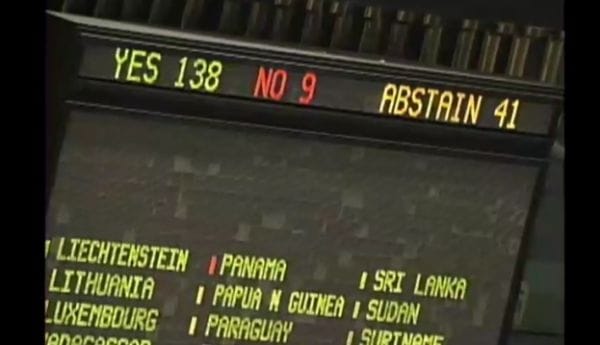 YES 138 NO 9 ABSTAIN 41
LIECHTENSTEIN PANAMA SRI LANKA
LITHUANIA PAPUA N GUINEA SUDAN
LUXEMBOURG PARAGUAY SURINAME